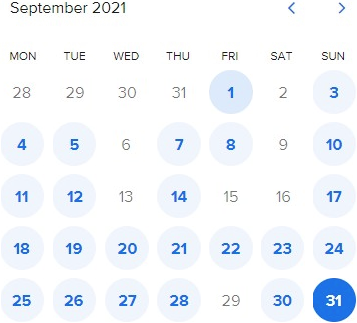 September 2021
MON TUE WED THU FRI SAT SUN
28 29 30 31 1 2 3
4 5 6 7 8 9 10
11 12 13 14 15 16 17
18 19 20 21 22 23 24
25 26 27 28 29 30 31